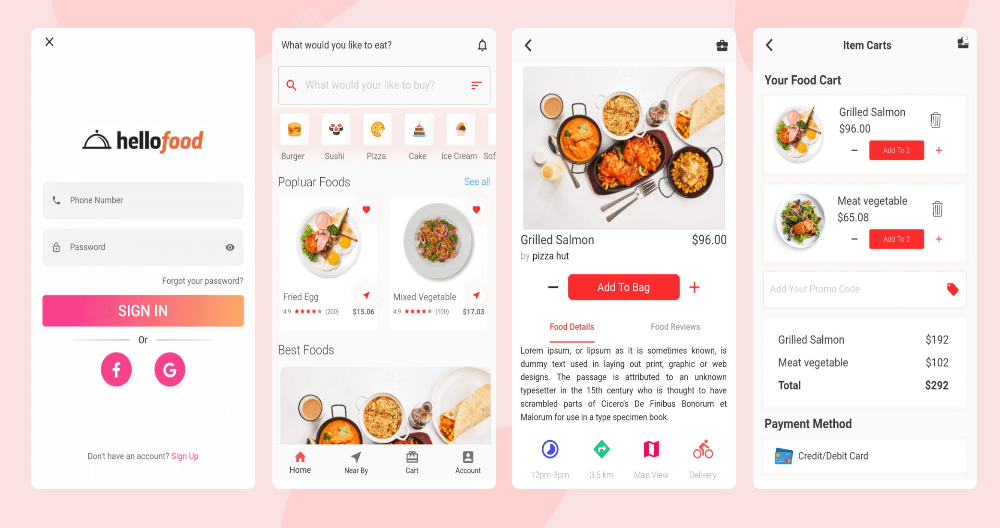 hellofood
Phone Number
Password
Forgot your password?
SIGN IN
Or
f
G
Don't have an account? Sign Up
What would you like to eat?
What would your like to buy?
Burger
Sushi
Pizza
Cake
Ice Cream
Sof
Popluar Foods
See all
Fried Egg
4.9
(200)
$15.06
Mixed Vegetable
4.9
(100)
$17.03
Best Foods
Home
Near By
Cart
Account
Grilled Salmon
$96.00
by pizza hut
Add To Bag
Food Details
Food Reviews
Lorem ipsum, or lipsum as it is sometimes known, is
dummy text used in laying out print, graphic or web
designs. The passage is attributed to an unknown
typesetter in the 15th century who is thought to have
scrambled parts of Cicero's De Finibus Bonorum et
Malorum for use in a type specimen book.
12pm-3pm
3.5 km
Map View
Delivery
Item Carts
3
Your Food Cart
Grilled Salmon
$96.00
Add To 2
Meat vegetable
$65.08
Add To 2
Add Your Promo Code
Grilled Salmon
$192
Meat vegetable
$102
Total
$292
Payment Method
Credit/Debit Card